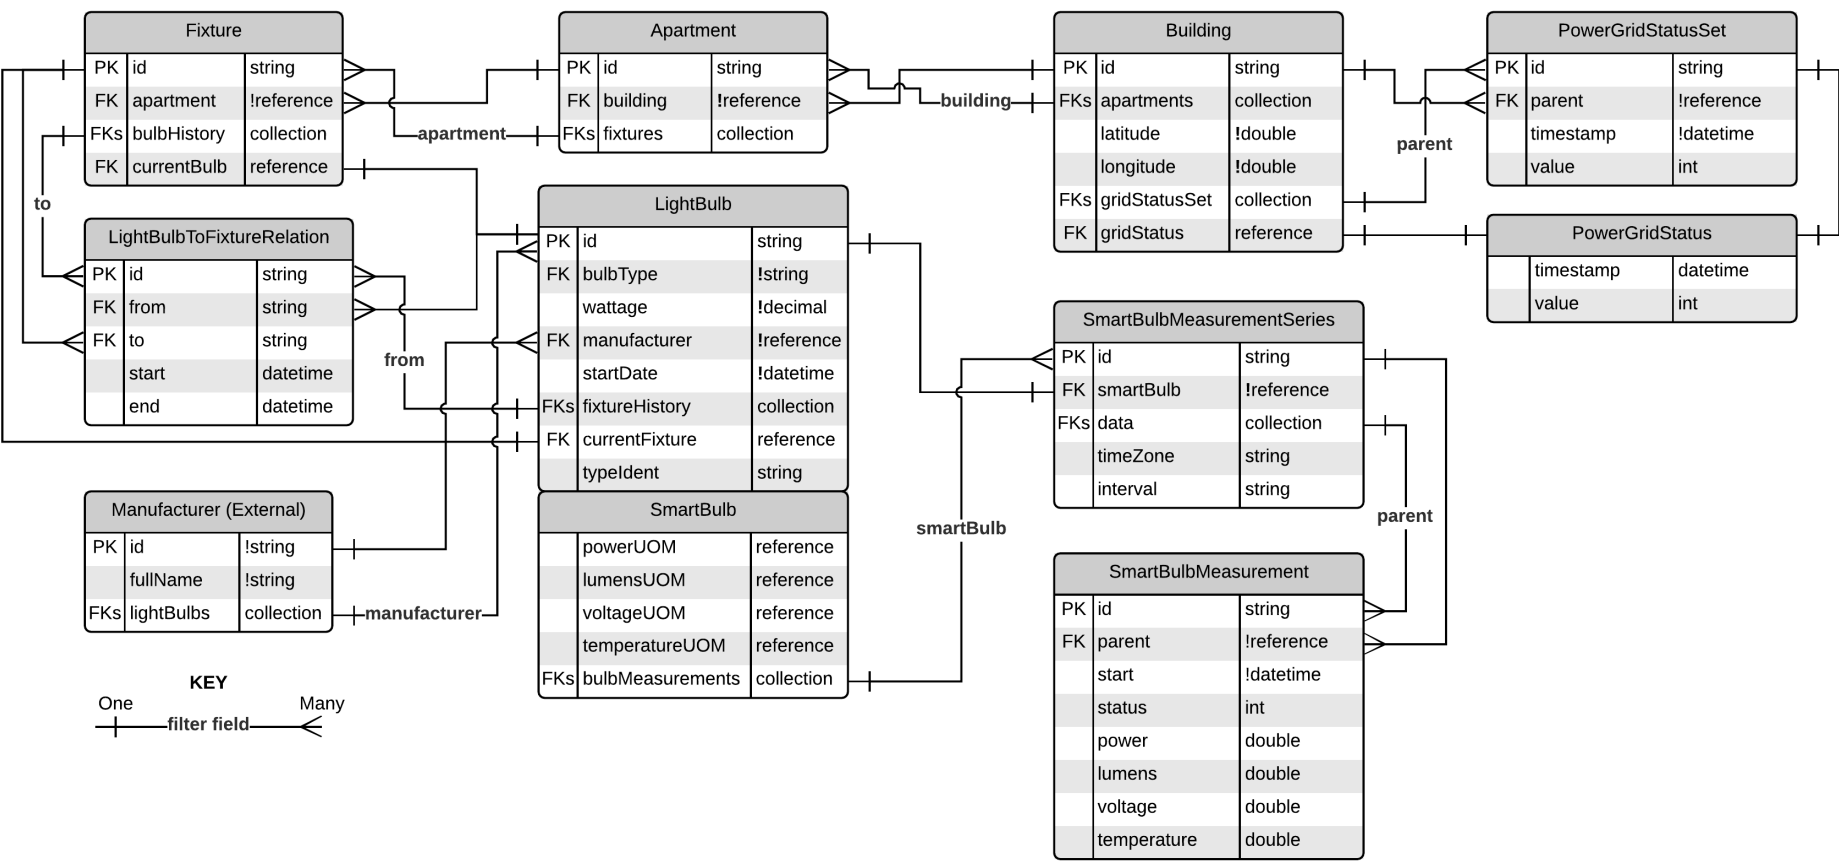 Fixture
PK id string
FK apartment !reference
FKs bulbHistory collection
FK currentBulb reference
Apartment
PK id string
FK building !reference
FKs fixtures collection
Building
PK id string
FKs apartments collection
latitude !double
longitude !double
FKs gridStatusSet collection
FK gridStatus reference
PowerGridStatusSet
PK id string
FK parent !reference
timestamp !datetime
value int
apartment
building
parent
to
LightBulbToFixtureRelation
PK id string
FK from string
FK to string
start datetime
end datetime
from
LightBulb
PK id string
FK bulbType !string
wattage !decimal
FK manufacturer !reference
startDate !datetime
FKs fixtureHistory collection
FK currentFixture reference
typeIdent string
PowerGridStatus
timestamp datetime
value int
SmartBulbMeasurementSeries
PK id string
FK smartBulb !reference
FKs data collection
timeZone string
interval string
Manufacturer (External)
PK id !string
fullName !string
FKs lightBulbs collection
manufacturer
SmartBulb
powerUOM reference
lumensUOM reference
voltageUOM reference
temperatureUOM reference
FKs bulbMeasurements collection
smartBulb
parent
SmartBulbMeasurement
PK id string
FK parent !reference
start !datetime
status int
power double
lumens double
voltage double
temperature double
KEY
One Many
filter field